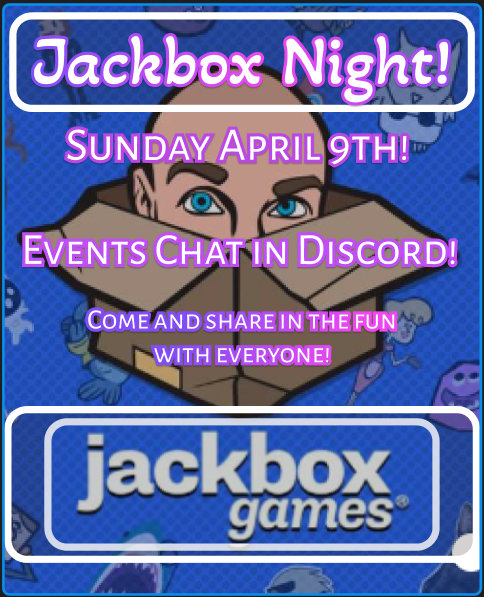 Jackbox Night!
Sunday April 9th!
Events Chat in Discord!
Come and share in the fun
with everyone!
jackbox
games®